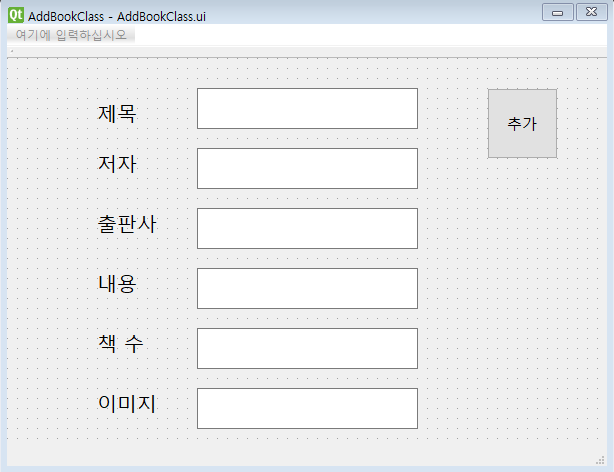 Qt AddBookClass - AddBookClass.ui
여기에 입력하십시오
제목
추가
저자
출판사
내용
책 수
이미지